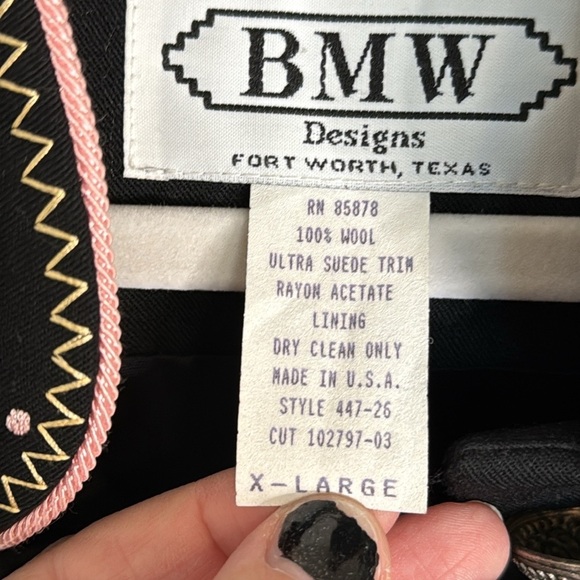 BMW
Designs
FORT WORTH, TEXAS
RN 85878
100% WOOL
ULTRA SUEDE TRIM
RAYON ACETATE
LINING
DRY CLEAN ONLY
MADE IN U.S.A.
STYLE 447-26
CUT 102797-03
X-LARGE